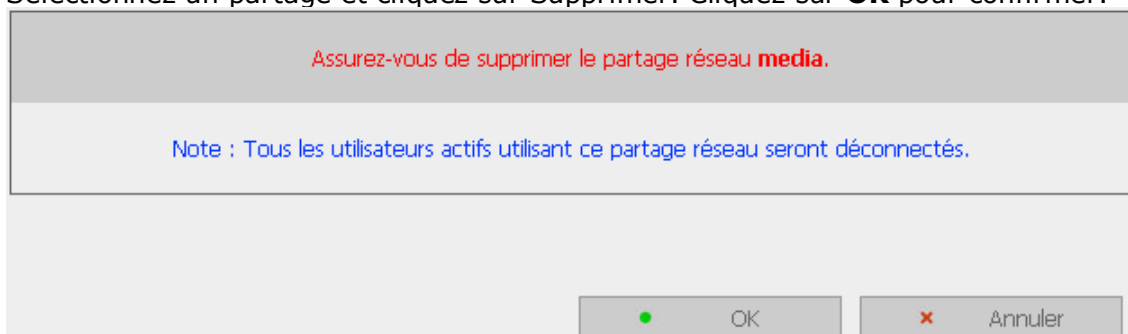 Sélectionnez un partage et cliquez sur Supprimer. Cliquez sur OK pour confirmer.
Assurez-vous de supprimer le partage réseau media.
Note : Tous les utilisateurs actifs utilisant ce partage réseau seront déconnectés.
OK
Annuler